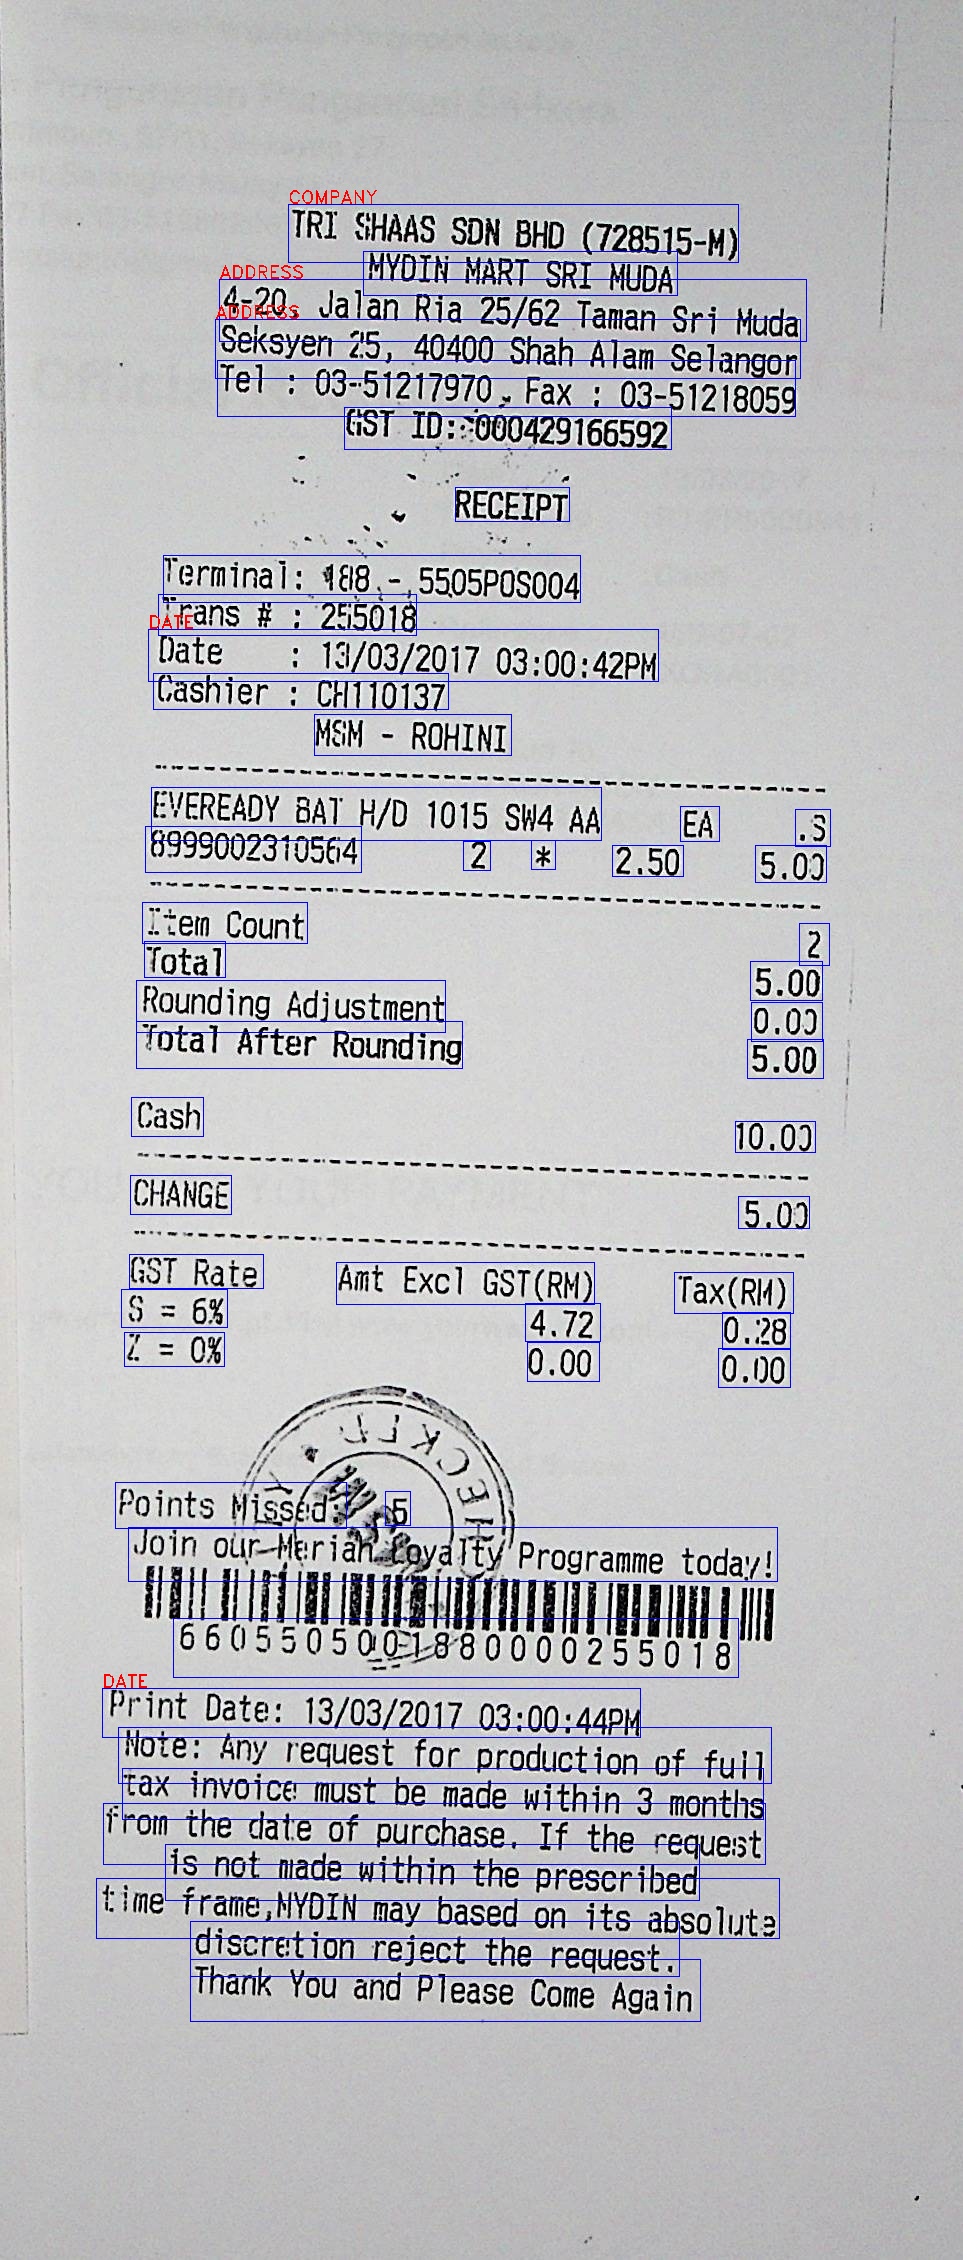 COMPANY
TRI SHAAS SDN BHD (728515-M)
MYDIN MART SRI MUDA
ADDRESS
4-20, Jalan Ria 25/62 Taman Sri Muda
ADDRESS
Seksyen 25, 40400 Shah Alam Selangor
Tel : 03-51217970, Fax : 03-51218059
GST ID: 000429166592
RECEIPT
Terminal: 188 - 5505POS004
Trans # : 255018
DATE
Date : 13/03/2017 03:00:42PM
Cashier : CH110137
MSM - ROHINI
EVEREADY BAT H/D 1015 SW4 AA EA .S
8999002310564 2 * 2.50 5.00
Item Count 2
Total 5.00
Rounding Adjustment 0.00
Total After Rounding 5.00
Cash 10.00
CHANGE 5.00
GST Rate Amt Excl GST(RM) Tax(RM)
S = 6% 4.72 0.28
Z = 0% 0.00 0.00
Points Missed: 5
Join our Meriah Loyalty Programme today!
6605505001880000255018
DATE
Print Date: 13/03/2017 03:00:44PM
Note: Any request for production of full
tax invoice must be made within 3 months
from the date of purchase. If the request
is not made within the prescribed
time frame,MYDIN may based on its absolute
discretion reject the request.
Thank You and Please Come Again